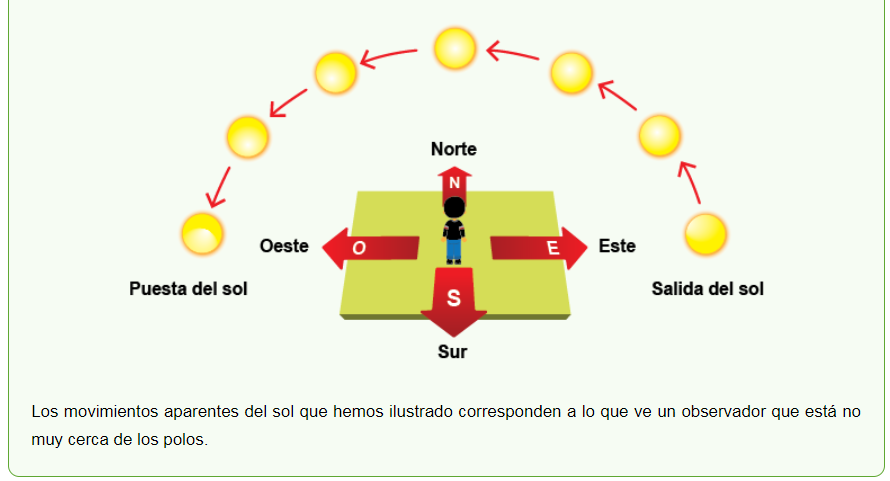 Norte
N
Oeste
O
E
Este
Puesta del sol
S
Salida del sol
Sur
Los movimientos aparentes del sol que hemos ilustrado corresponden a lo que ve un observador que está no
muy cerca de los polos.